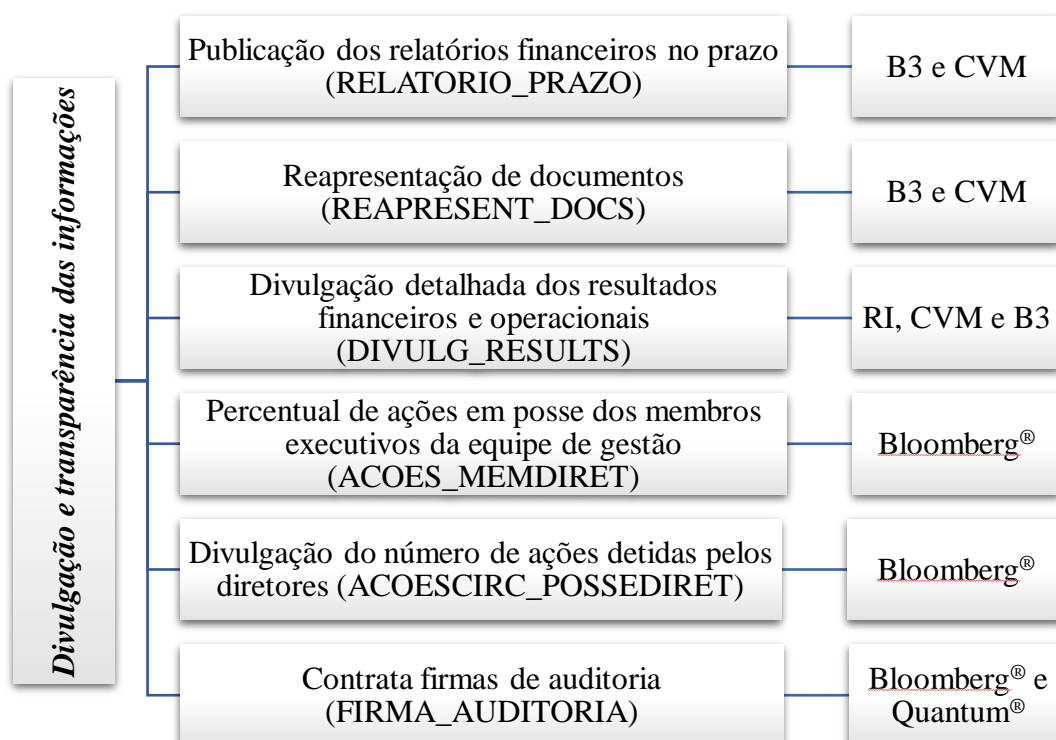 Divulgação e transparência das informações
Publicação dos relatórios financeiros no prazo
(RELATORIO_PRAZO)
B3 e CVM
Reapresentação de documentos
(REAPRESENT_DOCS)
B3 e CVM
Divulgação detalhada dos resultados
financeiros e operacionais
(DIVULG_RESULTS)
RI, CVM e B3
Percentual de ações em posse dos membros
executivos da equipe de gestão
(ACOES_MEMDIRET)
Bloomberg®
Divulgação do número de ações detidas pelos
diretores (ACOESCIRC_POSSEDIRET)
Bloomberg®
Contrata firmas de auditoria
(FIRMA_AUDITORIA)
Bloomberg® e
Quantum®